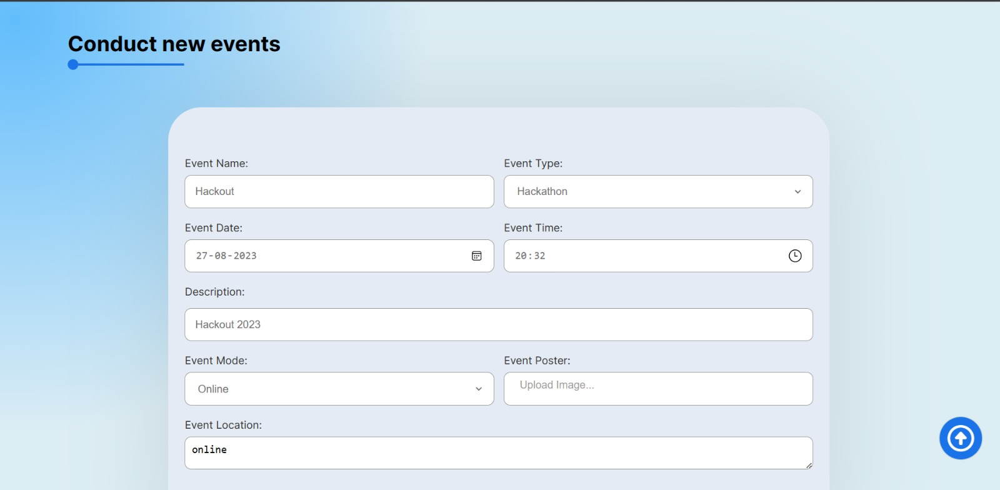 Conduct new events
Event Name:
Event Type:
Hackout
Hackathon
Event Date:
Event Time:
27-08-2023
20:32
Description:
Hackout 2023
Event Mode:
Event Poster:
Online
Upload Image...
Event Location:
online